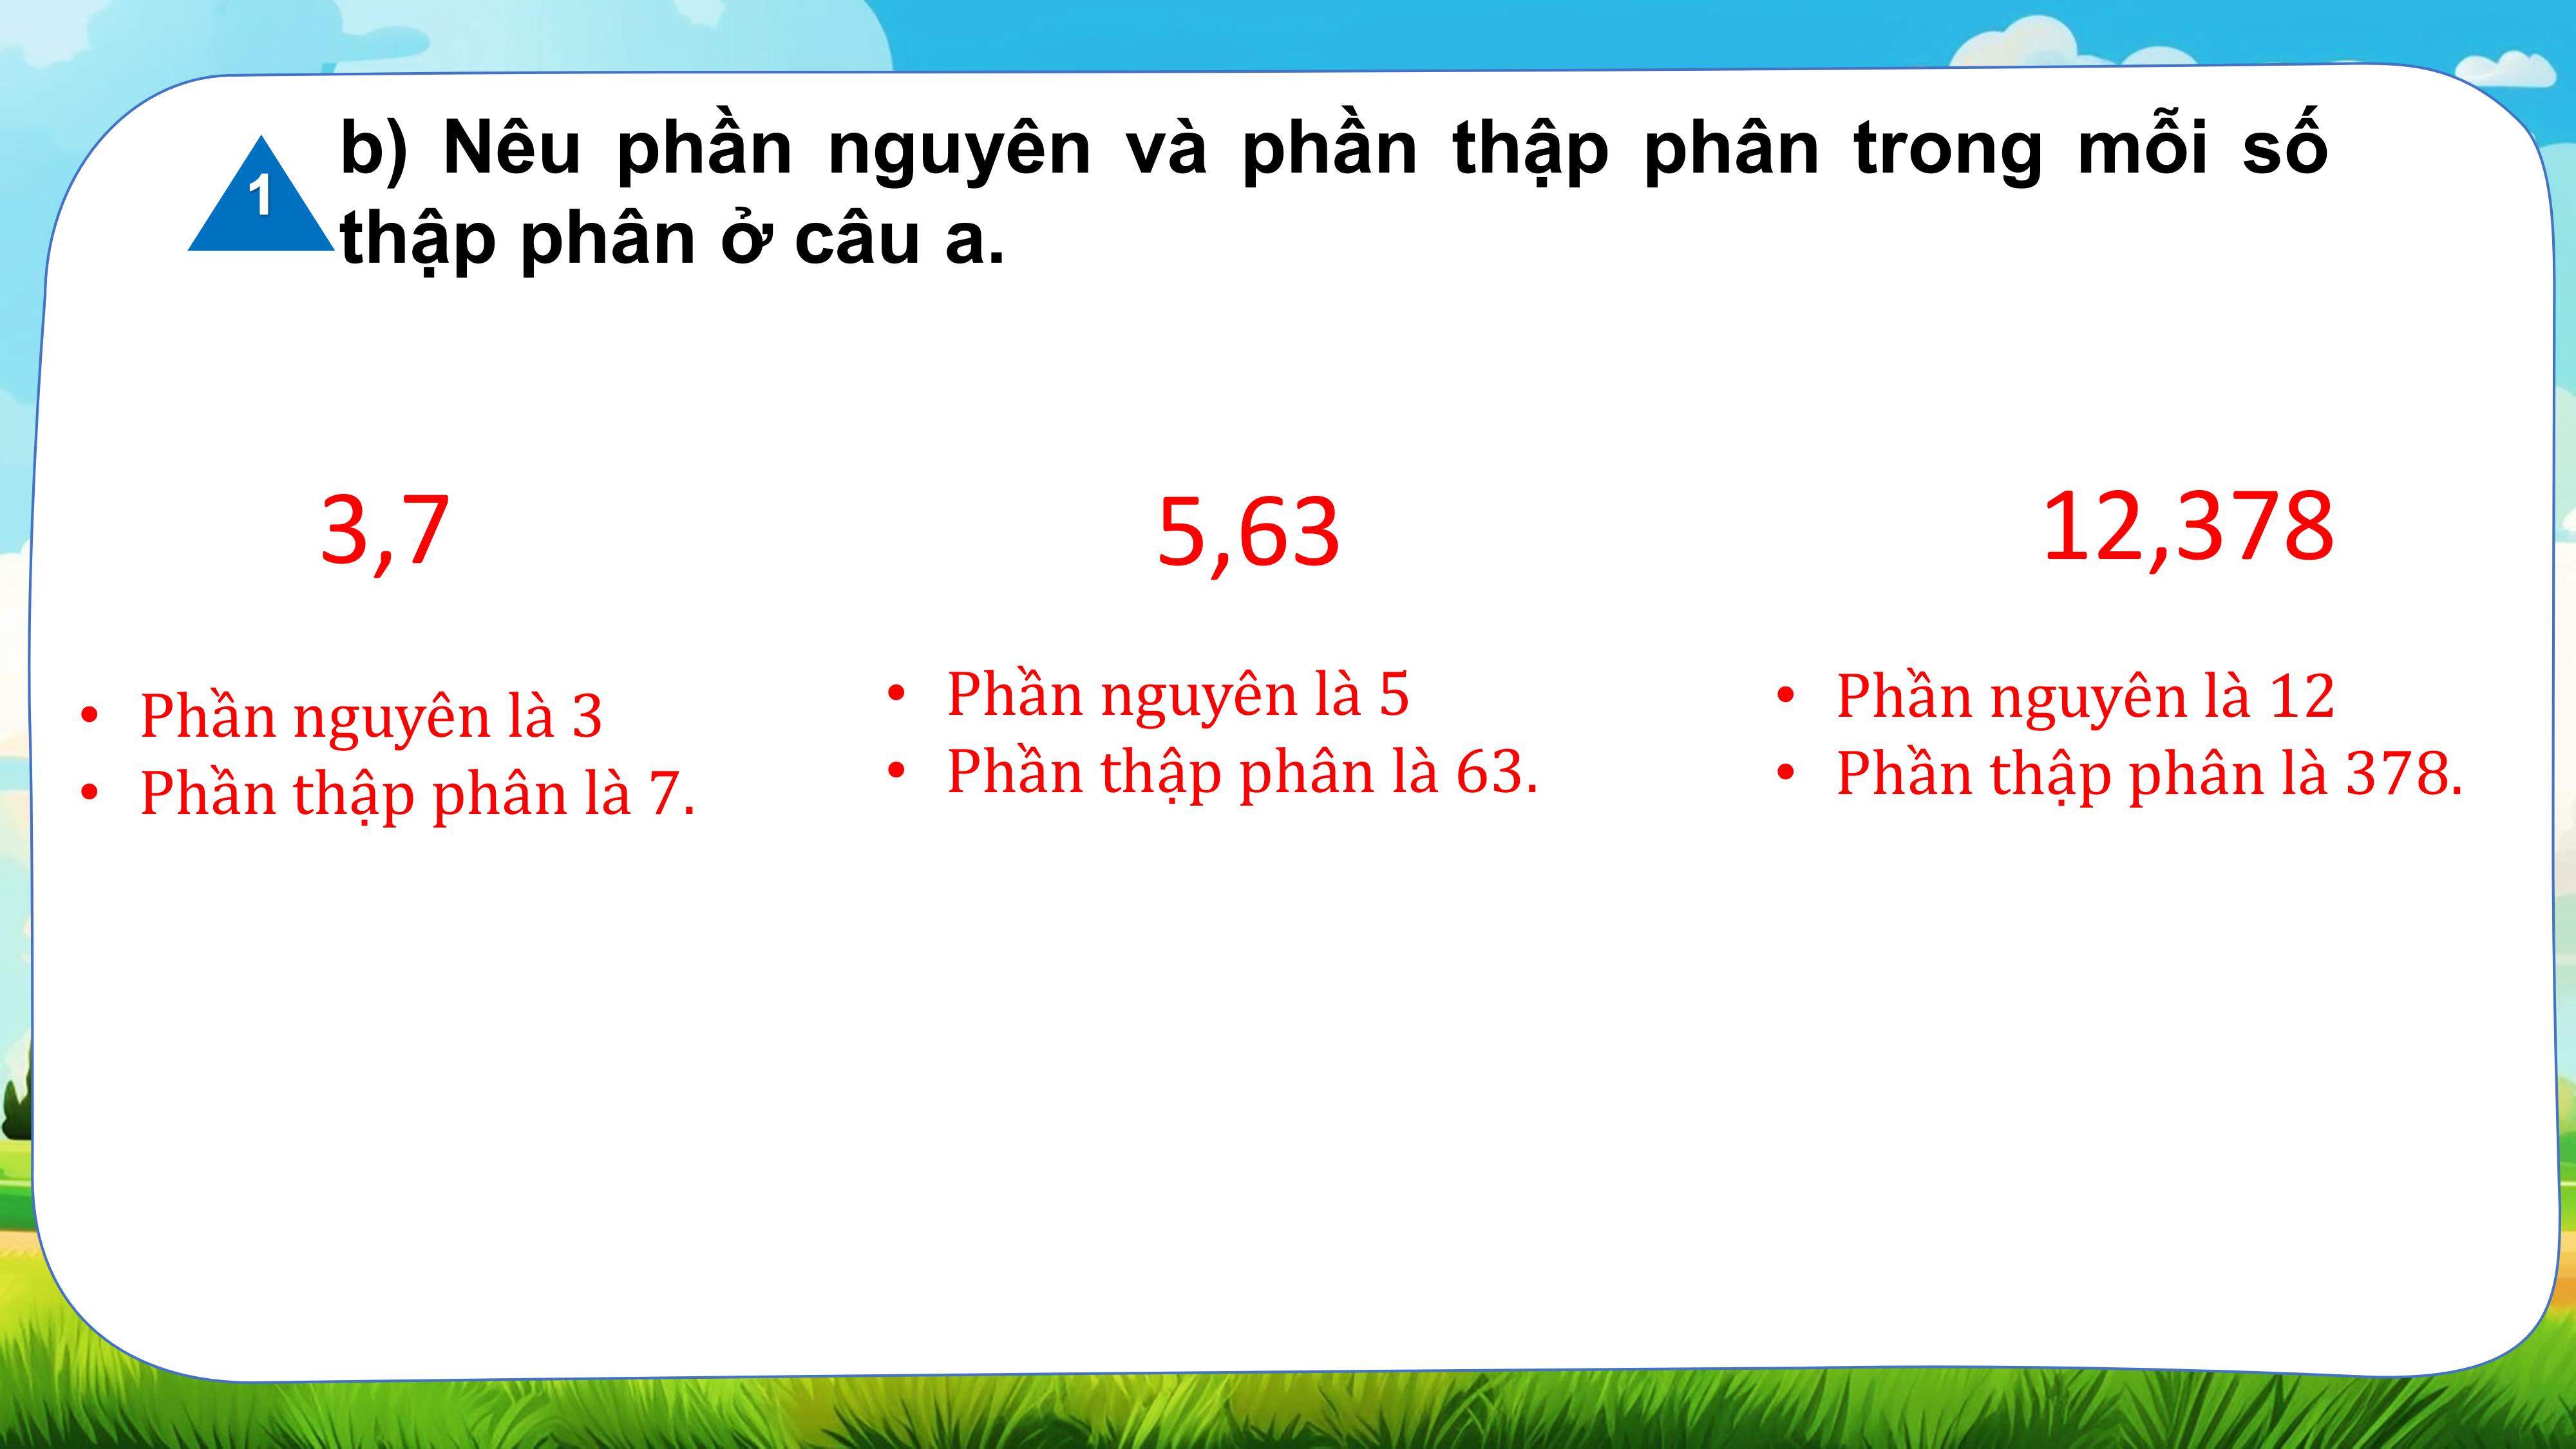 1
b) Nêu phần nguyên và phần thập phân trong mỗi số
thập phân ở câu a.
3,7
• Phần nguyên là 3
• Phần thập phân là 7.
5,63
• Phần nguyên là 5
• Phần thập phân là 63.
12,378
• Phần nguyên là 12
• Phần thập phân là 378.